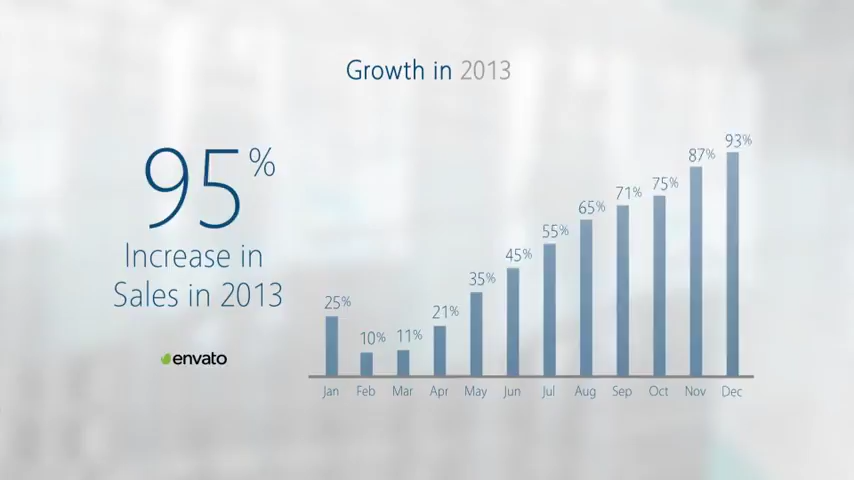 Growth in 2013
95%
Increase in
Sales in 2013
envato
25% 10% 11% 21% 35% 45% 55% 65% 71% 75% 87% 93%
Jan Feb Mar Apr May Jun Jul Aug Sep Oct Nov Dec